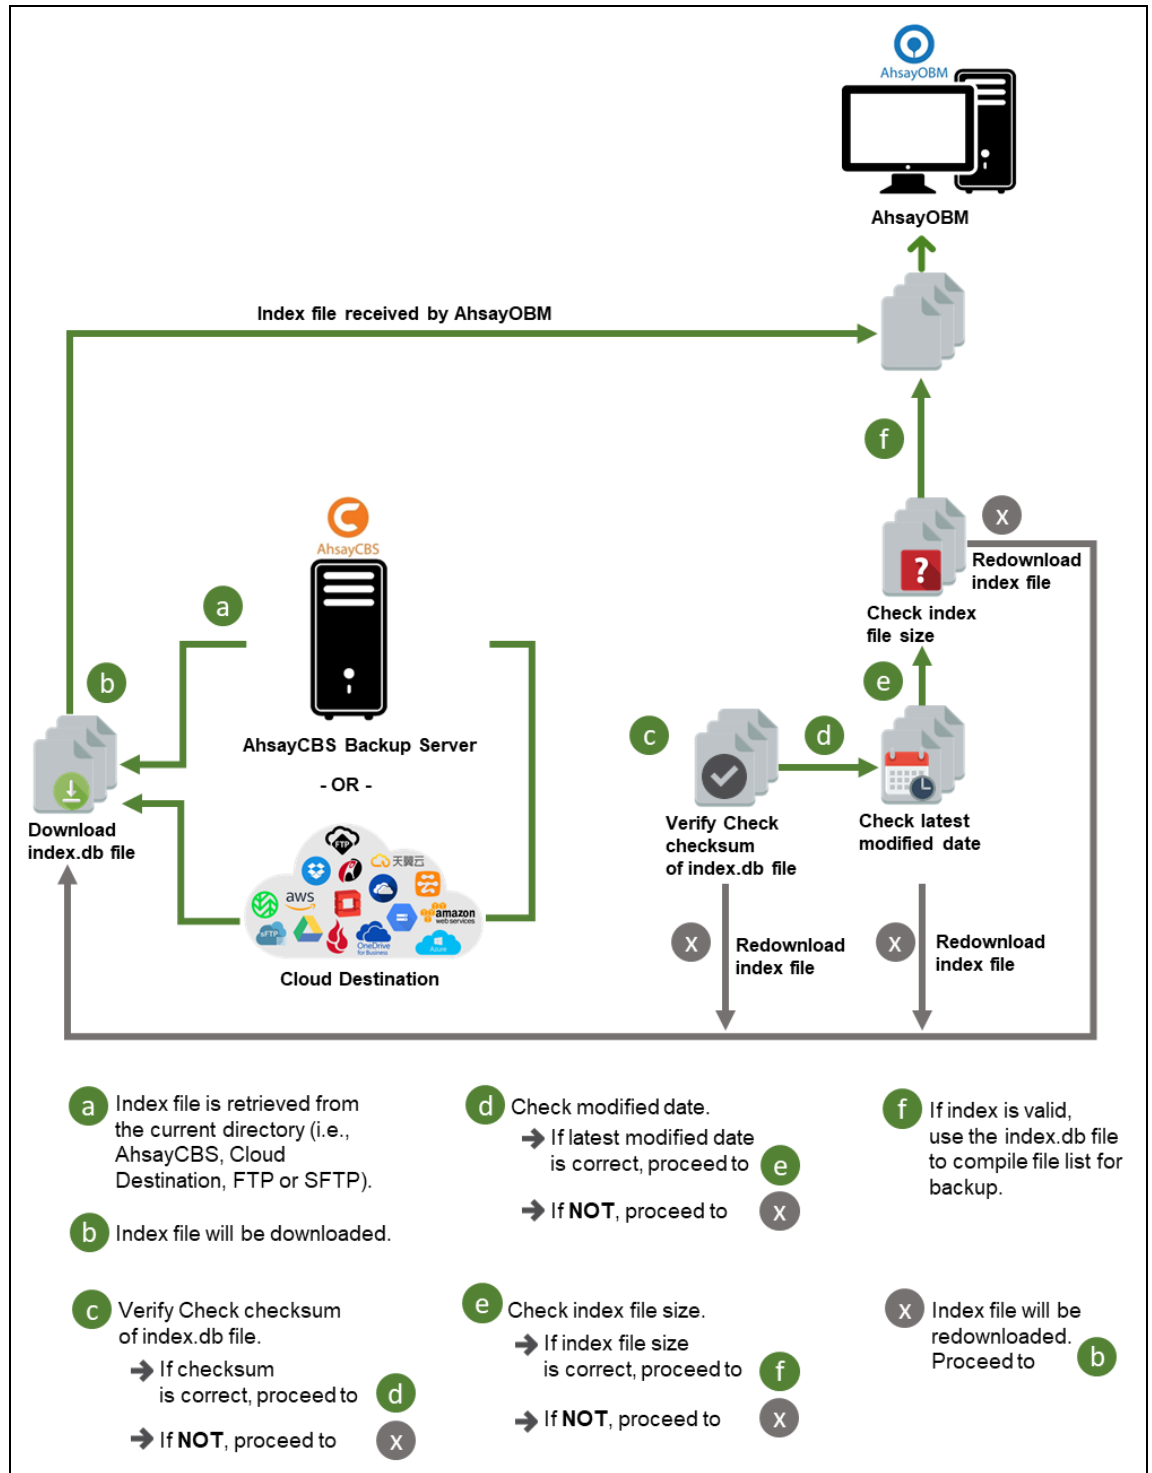 AhsayOBM
AhsayOBM
Index file received by AhsayOBM
f
x
Redownload
index file
AhsayCBS
a
Check index
file size
e
b
c
d
AhsayCBS Backup Server
- OR -
Download
index.db file
Verify Check
checksum
of index.db file
Check latest
modified date
FTP
天翼云
aws
amazon
web services
SFTP
OneDrive
for Business
Azure
Cloud Destination
x
Redownload
index file
x
Redownload
index file
a
Index file is retrieved from
the current directory (i.e.,
AhsayCBS, Cloud
Destination, FTP or SFTP).
b
Index file will be downloaded.
c
Verify Check checksum
of index.db file.
If checksum
is correct, proceed to d
If NOT, proceed to x
d
Check modified date.
If latest modified date
is correct, proceed to e
If NOT, proceed to x
e
Check index file size.
If index file size
is correct, proceed to f
If NOT, proceed to x
f
If index is valid,
use the index.db file
to compile file list for
backup.
x
Index file will be
redownloaded.
Proceed to b